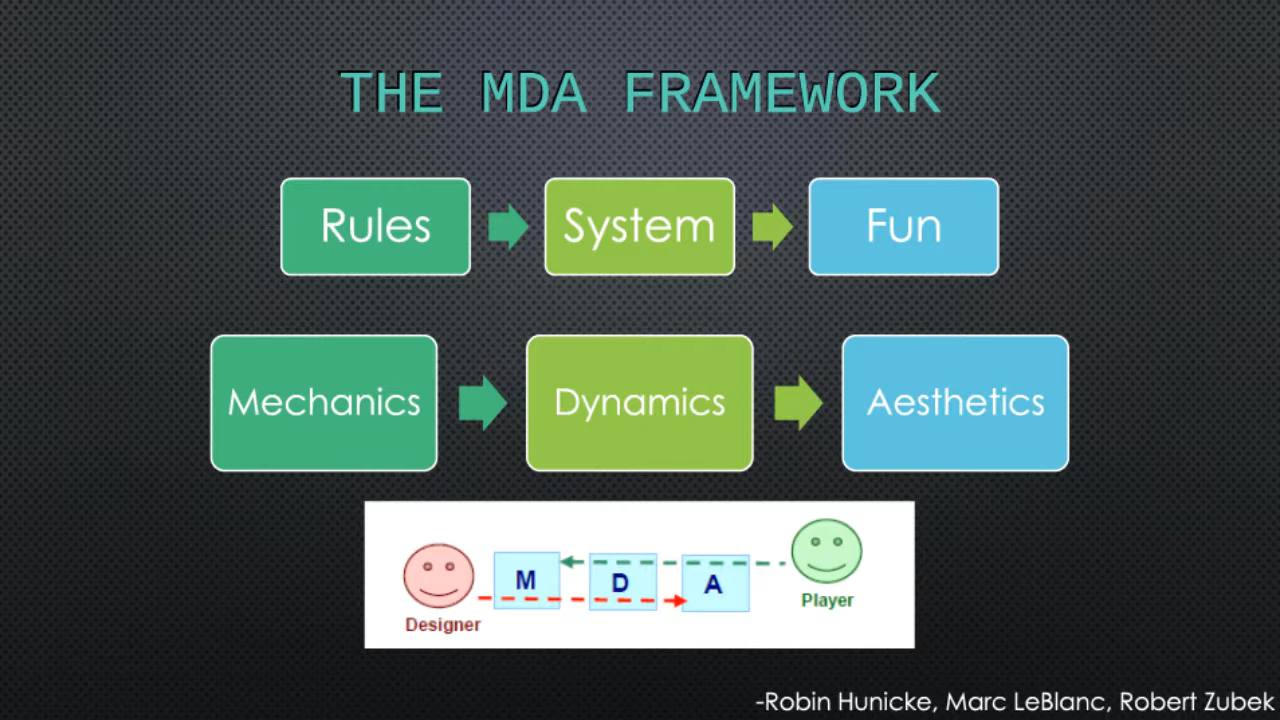 THE MDA FRAMEWORK
Rules System Fun
Mechanics Dynamics Aesthetics
M D A
Player
Designer
-Robin Hunicke, Marc LeBlanc, Robert Zubek